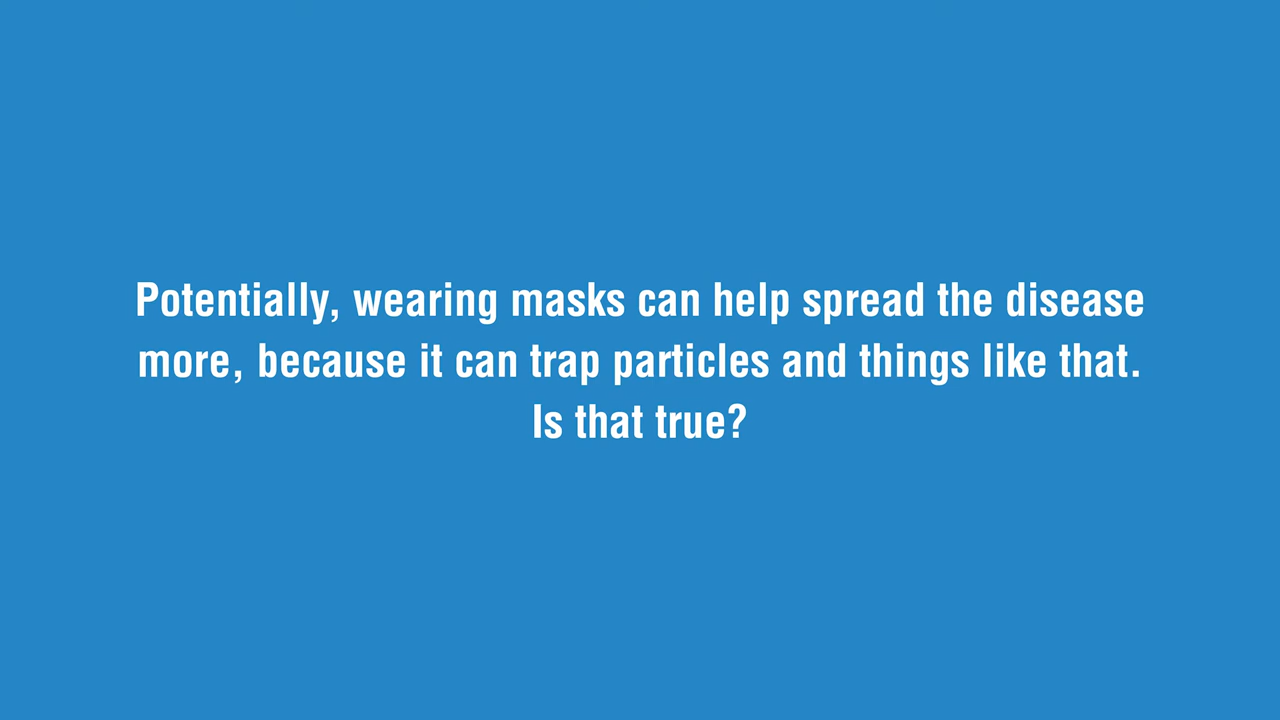 Potentially, wearing masks can help spread the disease
more, because it can trap particles and things like that.
Is that true?